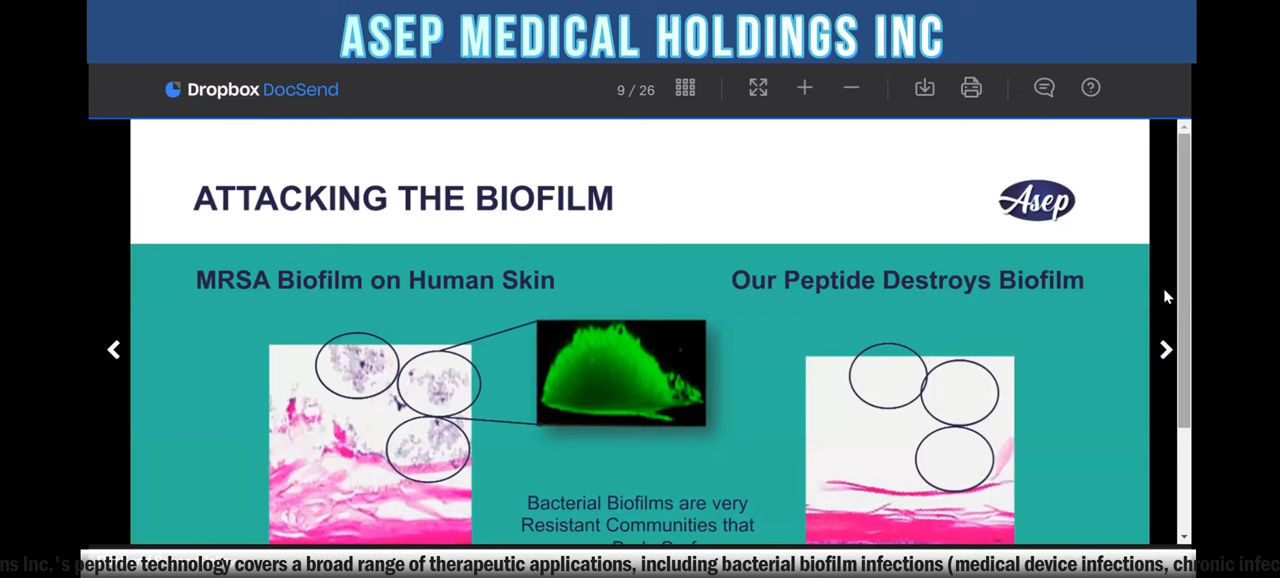 ASEP MEDICAL HOLDINGS INC
Dropbox DocSend
9 / 26
ATTACKING THE BIOFILM
Asep
MRSA Biofilm on Human Skin
Our Peptide Destroys Biofilm
Bacterial Biofilms are very
Resistant Communities that
ns Inc.'s peptide technology covers a broad range of therapeutic applications, including bacterial biofilm infections (medical device infections, chronic infec